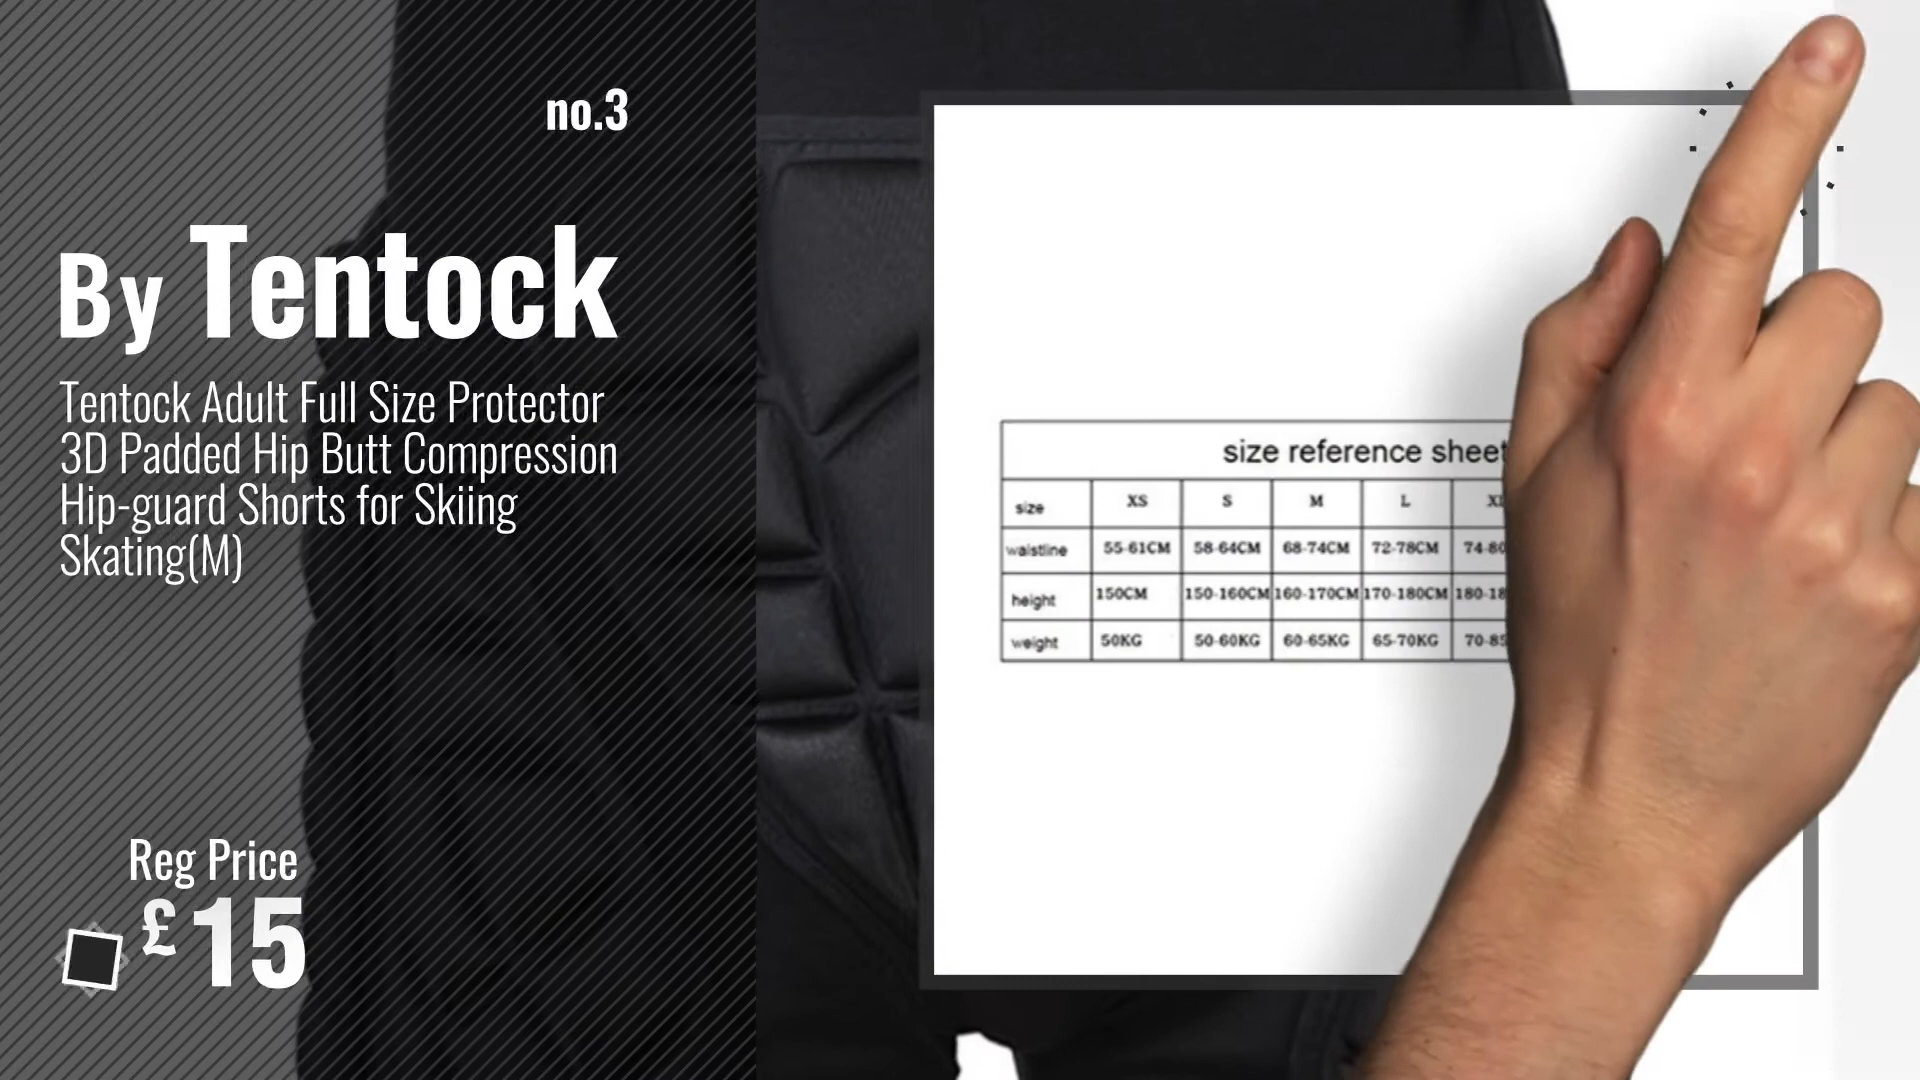 no.3
By Tentock
Tentock Adult Full Size Protector
3D Padded Hip Butt Compression
Hip-guard Shorts for Skiing
Skating(M)
Reg Price
£15
size reference sheet
size XS S M L
waistline 55-61CM 58-64CM 68-74CM 72-78CM
height 150CM 150-160CM 160-170CM 170-180CM
weight 50KG 50-60KG 60-65KG 65-70KG